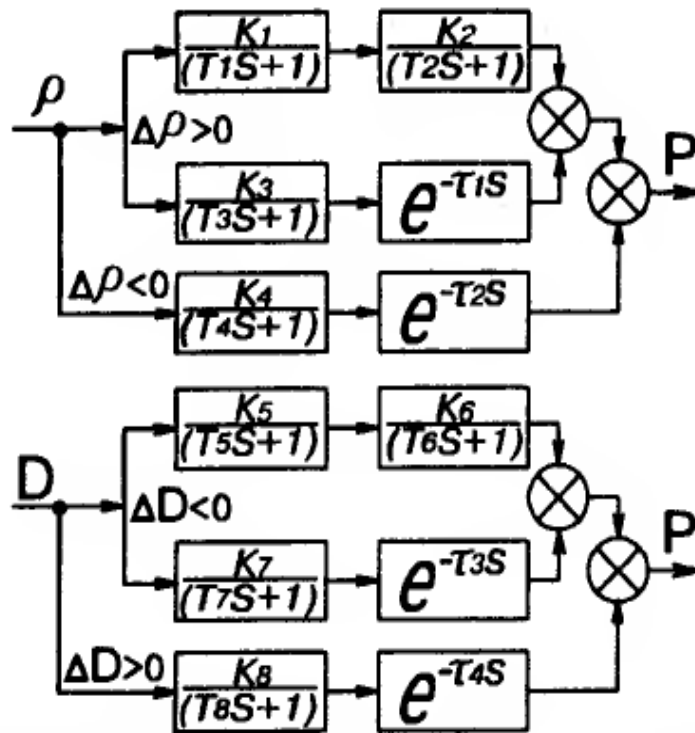 K1/(T1S+1) K2/(T2S+1)
ρ Δρ>0 P
K3/(T3S+1) e^-τ1S
Δρ<0 K4/(T4S+1) e^-τ2S
K5/(T5S+1) K6/(T6S+1)
D ΔD<0 P
K7/(T7S+1) e^-τ3S
ΔD>0 K8/(T8S+1) e^-τ4S